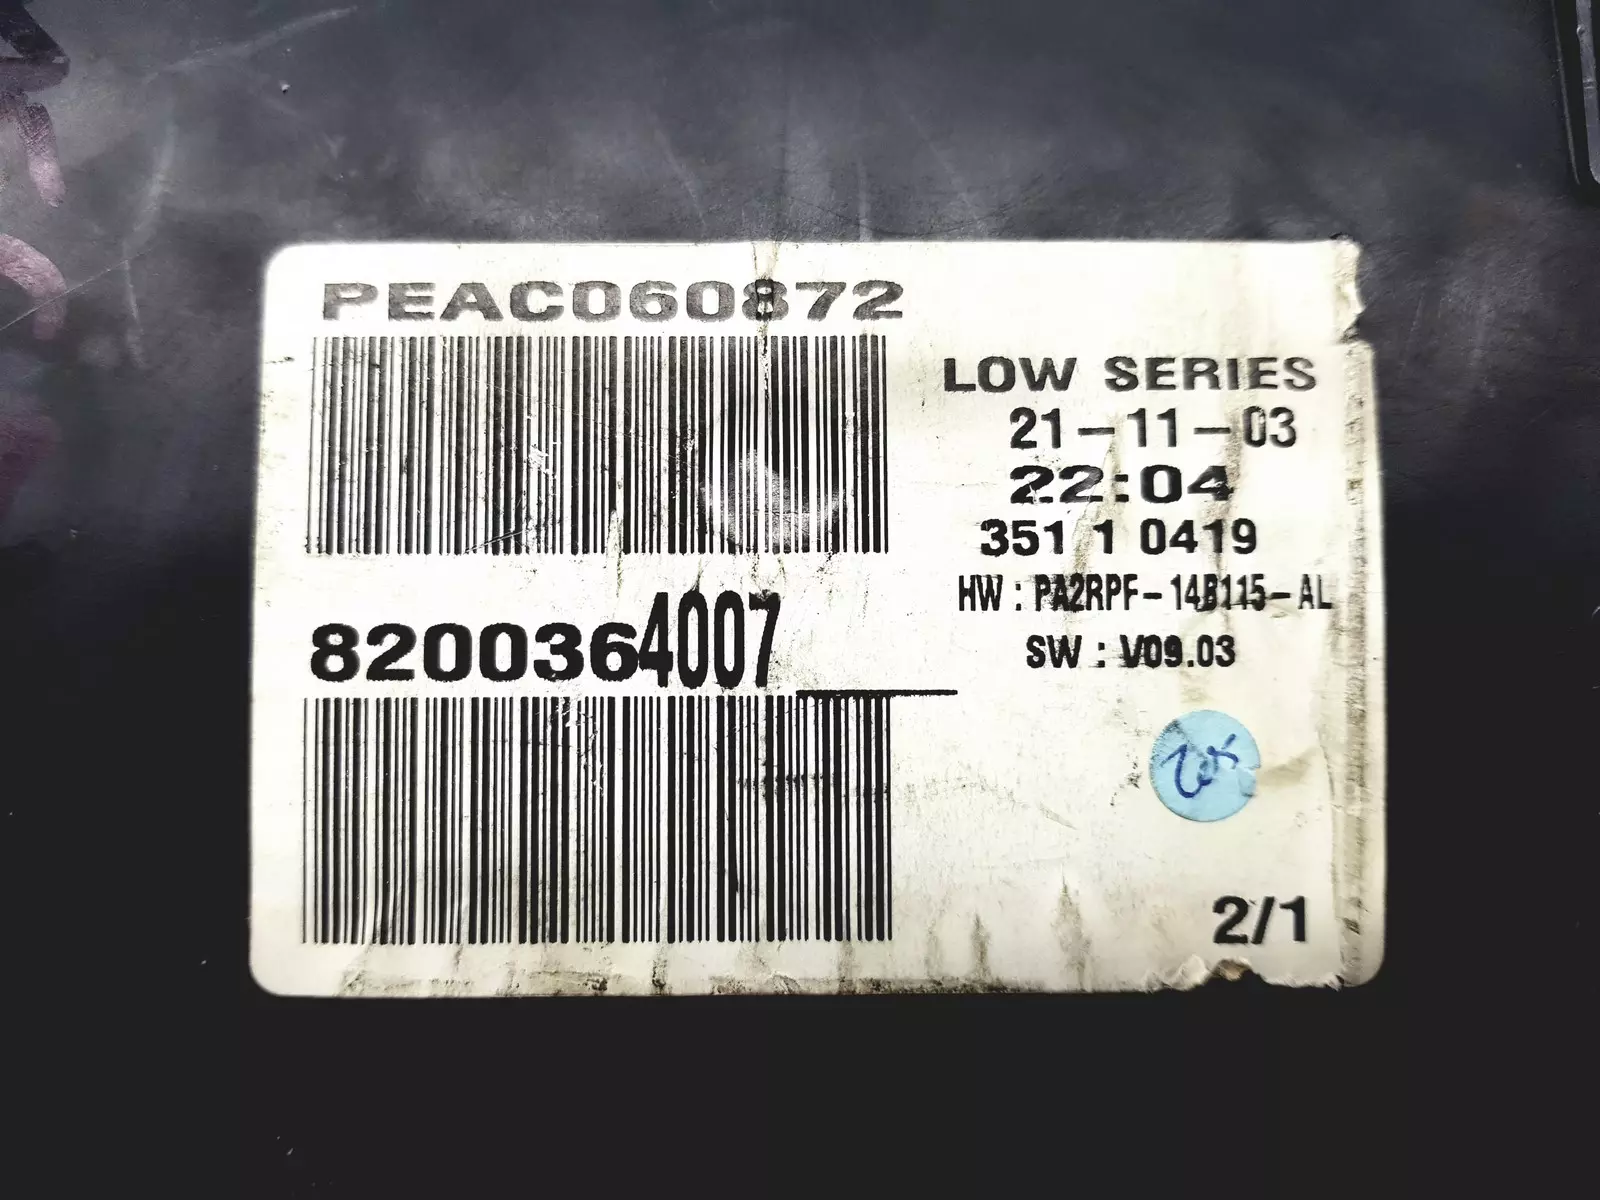 PEAC060872
LOW SERIES
21-11-03
22:04
351 1 0419
HW : PA2RPF-14B115-AL
SW : V09.03
8200364007
2/1